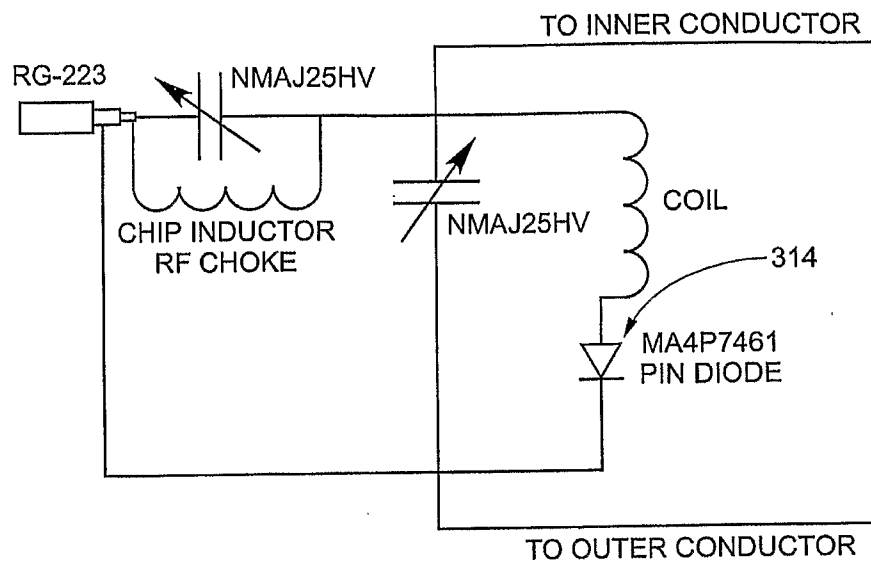 TO INNER CONDUCTOR
RG-223
NMAJ25HV
CHIP INDUCTOR
RF CHOKE
NMAJ25HV
COIL
314
MA4P7461
PIN DIODE
TO OUTER CONDUCTOR